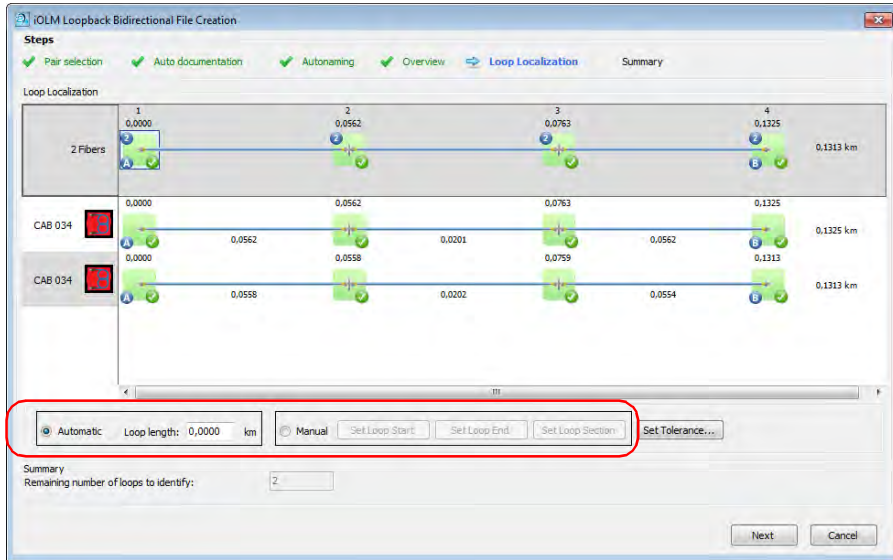 iOLM Loopback Bidirectional File Creation
Steps
Pair selection Auto documentation Autonaming Overview Loop Localization Summary
Loop Localization
1 2 3 4
0,0000 0,0562 0,0763 0,1325
2 2 2 2
2 Fibers 0,1313 km
A B
0,0000 0,0562 0,0763 0,1325
CAB 034 0,1325 km
A 0,0562 0,0201 0,0562 B
0,0000 0,0558 0,0759 0,1313
CAB 034 0,1313 km
A 0,0558 0,0202 0,0554 B
Automatic Loop length: 0,0000 km Manual Set Loop Start Set Loop End Set Loop Section Set Tolerance...
Summary
Remaining number of loops to identify: 2
Next Cancel